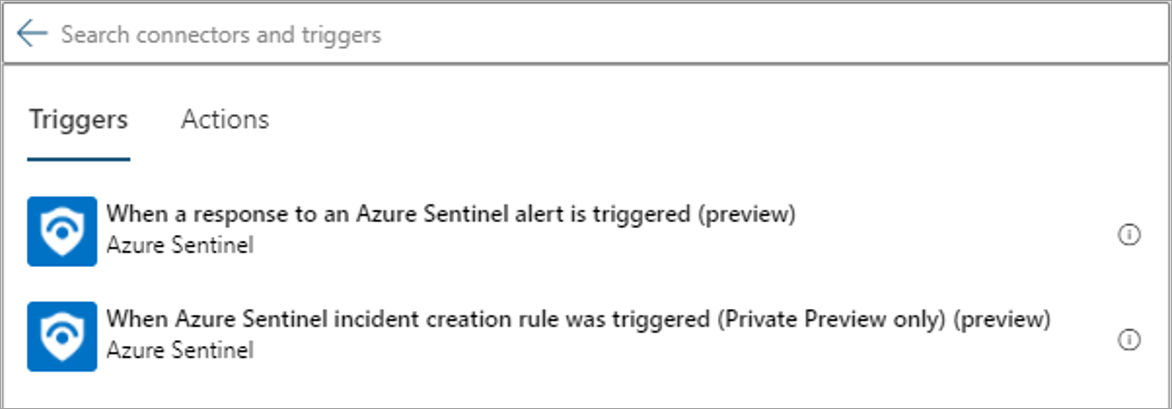 Search connectors and triggers
Triggers Actions
When a response to an Azure Sentinel alert is triggered (preview)
Azure Sentinel
When Azure Sentinel incident creation rule was triggered (Private Preview only) (preview)
Azure Sentinel